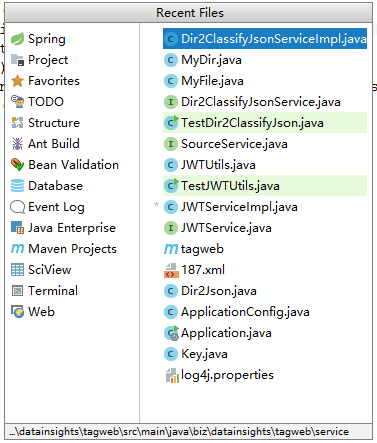 Recent Files
Spring
Project
Favorites
TODO
Structure
Ant Build
Bean Validation
Database
Event Log
Java Enterprise
Maven Projects
SciView
Terminal
Web
Dir2ClassifyJsonServiceImpl.java
MyDir.java
MyFile.java
Dir2ClassifyJsonService.java
TestDir2ClassifyJson.java
SourceService.java
JWTUtils.java
TestJWTUtils.java
* JWTServiceImpl.java
JWTService.java
tagweb
187.xml
Dir2Json.java
ApplicationConfig.java
Application.java
Key.java
log4j.properties
...\datainsights\tagweb\src\main\java\biz\datainsights\tagweb\service